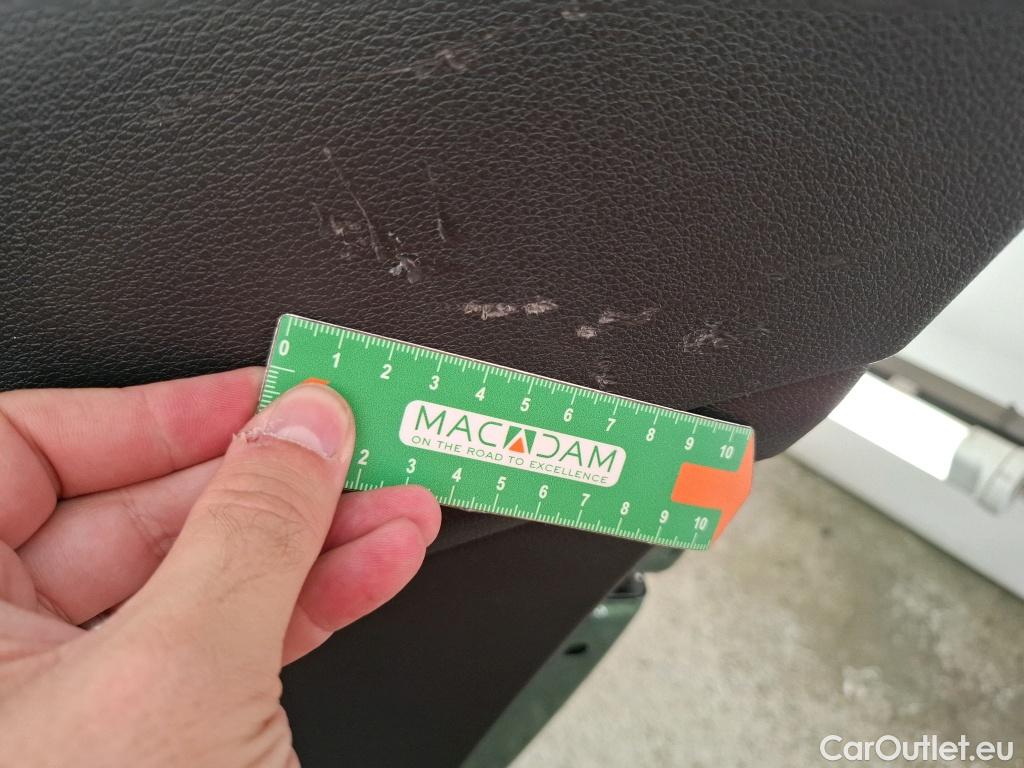 0 1 2 3 4 5 6 7 8 9 10
MACADAM
ON THE ROAD TO EXCELLENCE
2 3 4 5 6 7 8 9 10
CarOutlet.eu